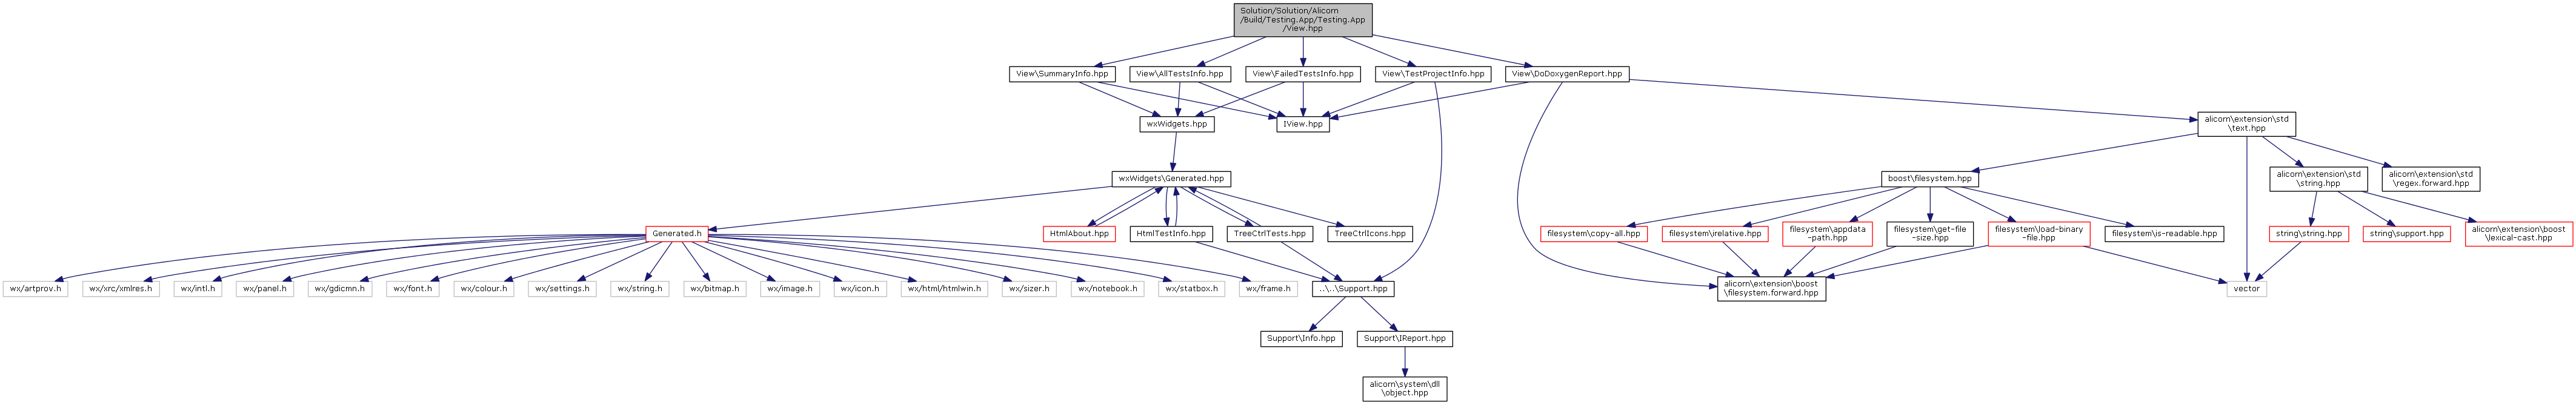 Solution/Solution/Alicorn
/Build/Testing.App/Testing.App
/View.hpp
View\SummaryInfo.hpp
View\AllTestsInfo.hpp
View\FailedTestsInfo.hpp
View\TestProjectInfo.hpp
View\DoDoxygenReport.hpp
wxWidgets.hpp
IView.hpp
alicorn\extension\std
\text.hpp
wxWidgets\Generated.hpp
boost\filesystem.hpp
alicorn\extension\std
\string.hpp
alicorn\extension\std
\regex.forward.hpp
Generated.h
HtmlAbout.hpp
HtmlTestInfo.hpp
TreeCtrlTests.hpp
TreeCtrlIcons.hpp
filesystem\copy-all.hpp
filesystem\relative.hpp
filesystem\appdata
-path.hpp
filesystem\get-file
-size.hpp
filesystem\load-binary
-file.hpp
filesystem\is-readable.hpp
string\string.hpp
string\support.hpp
alicorn\extension\boost
\lexical-cast.hpp
wx/artprov.h
wx/xrc/xmlres.h
wx/intl.h
wx/panel.h
wx/gdicmn.h
wx/font.h
wx/colour.h
wx/settings.h
wx/string.h
wx/bitmap.h
wx/image.h
wx/icon.h
wx/html/htmlwin.h
wx/sizer.h
wx/notebook.h
wx/statbox.h
wx/frame.h
..\..\Support.hpp
alicorn\extension\boost
\filesystem.forward.hpp
vector
Support\Info.hpp
Support\IReport.hpp
alicorn\system\dll
\object.hpp